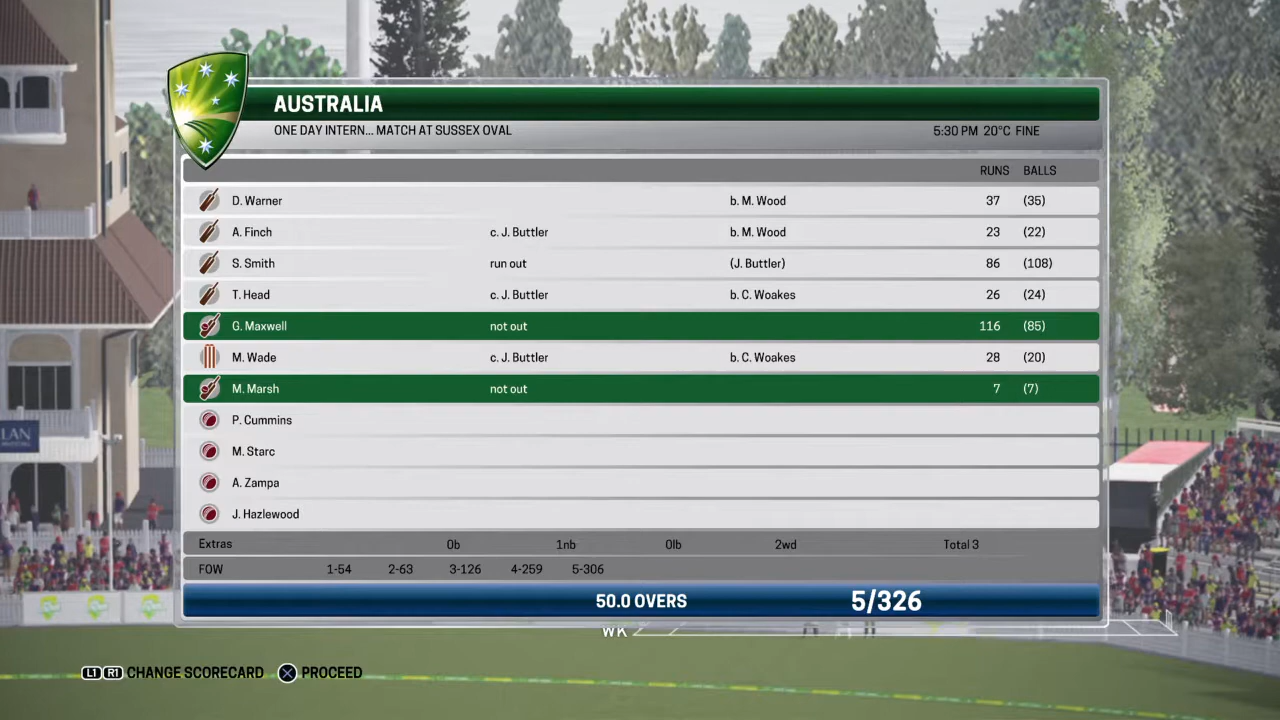 AUSTRALIA
ONE DAY INTERN... MATCH AT SUSSEX OVAL 5:30 PM 20°C FINE
RUNS BALLS
D. Warner b. M. Wood 37 (35)
A. Finch c. J. Buttler b. M. Wood 23 (22)
S. Smith run out (J. Buttler) 86 (108)
T. Head c. J. Buttler b. C. Woakes 26 (24)
G. Maxwell not out 116 (85)
M. Wade c. J. Buttler b. C. Woakes 28 (20)
M. Marsh not out 7 (7)
P. Cummins
M. Starc
A. Zampa
J. Hazlewood
Extras 0b 1nb 0lb 2wd Total 3
FOW 1-54 2-63 3-126 4-259 5-306
50.0 OVERS 5/326
WK
L1 R1 CHANGE SCORECARD PROCEED
LAN